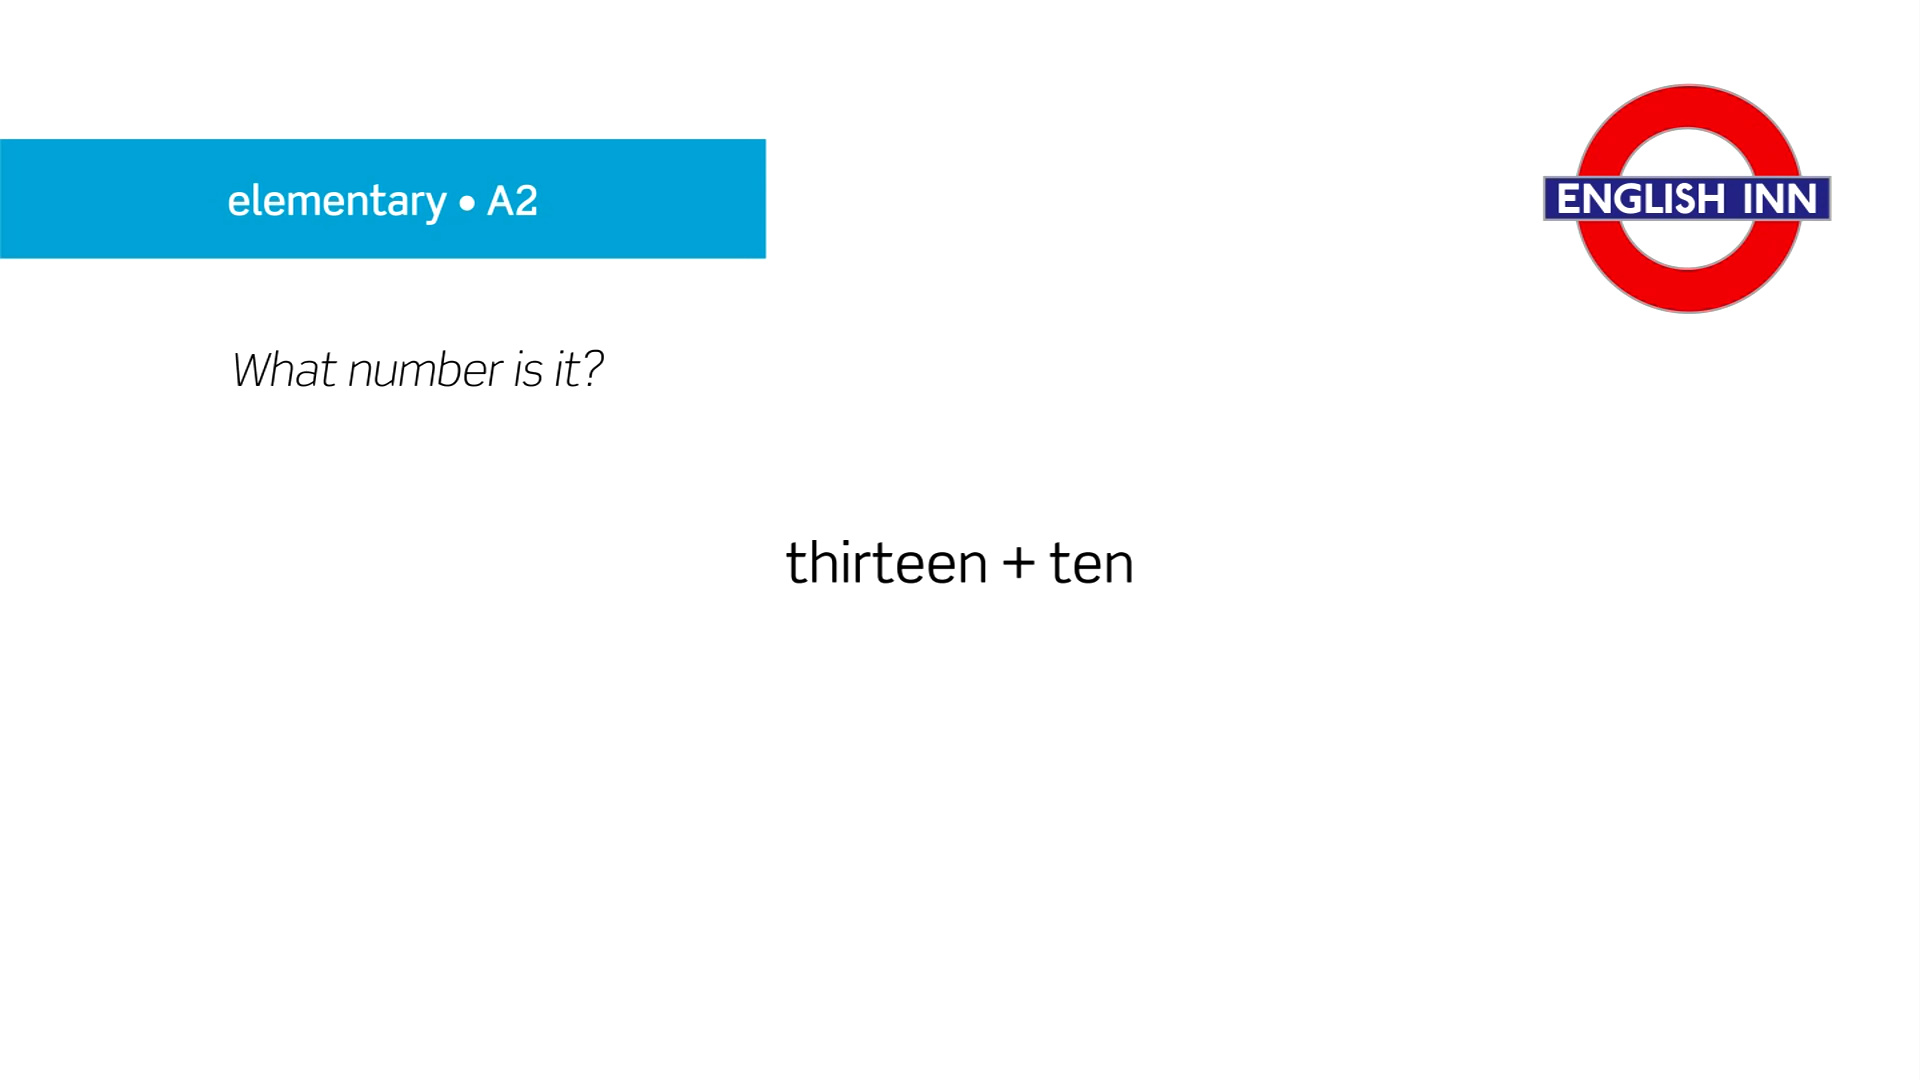 elementary • A2
ENGLISH INN
What number is it?
thirteen + ten